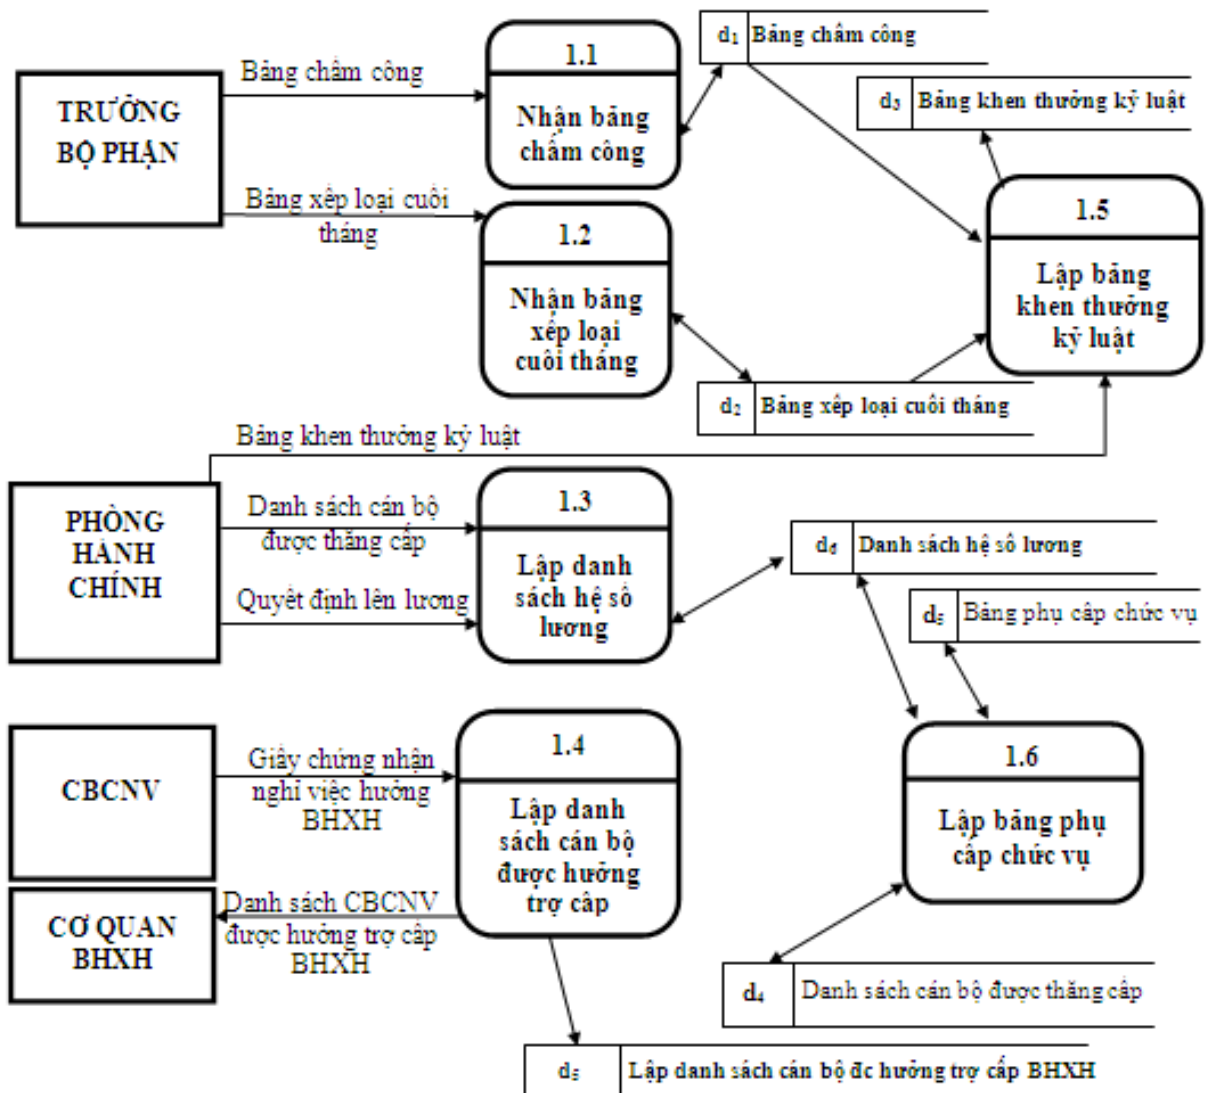 d₁ Bảng chấm công
1.1
Nhận bảng
chấm công
Bảng chấm công
TRƯỞNG
BỘ PHẬN
d₃ Bảng khen thưởng kỷ luật
Bảng xếp loại cuối
tháng
1.2
Nhận bảng
xếp loại
cuối tháng
1.5
Lập bảng
khen thưởng
kỷ luật
d₂ Bảng xếp loại cuối tháng
Bảng khen thưởng kỷ luật
PHÒNG
HÀNH
CHÍNH
Danh sách cán bộ
được thăng cấp
Quyết định lên lương
1.3
Lập danh
sách hệ số
lương
d₆ Danh sách hệ số lương
d₅ Bảng phụ cấp chức vụ
CBCNV
Giấy chứng nhận
nghỉ việc hưởng
BHXH
1.4
Lập danh
sách cán bộ
được hưởng
trợ cấp
1.6
Lập bảng phụ
cấp chức vụ
CƠ QUAN
BHXH
Danh sách CBCNV
được hưởng trợ cấp
BHXH
d₄ Danh sách cán bộ được thăng cấp
d₅ Lập danh sách cán bộ đc hưởng trợ cấp BHXH